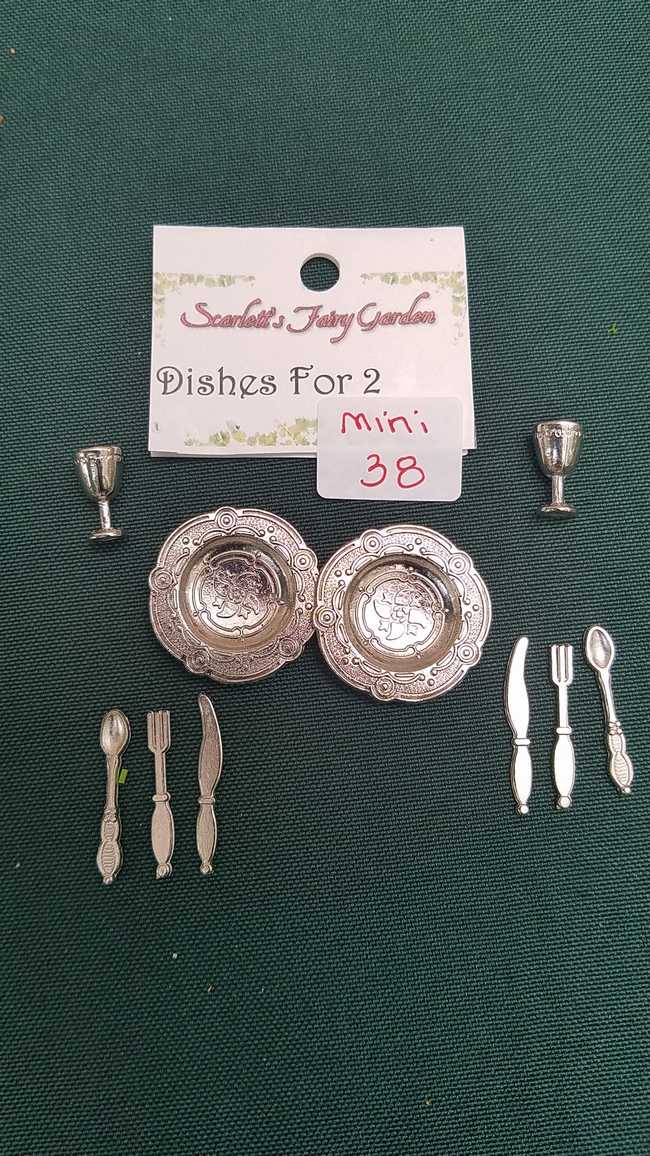 Scarlett's Fairy Garden
Dishes For 2
mini
38